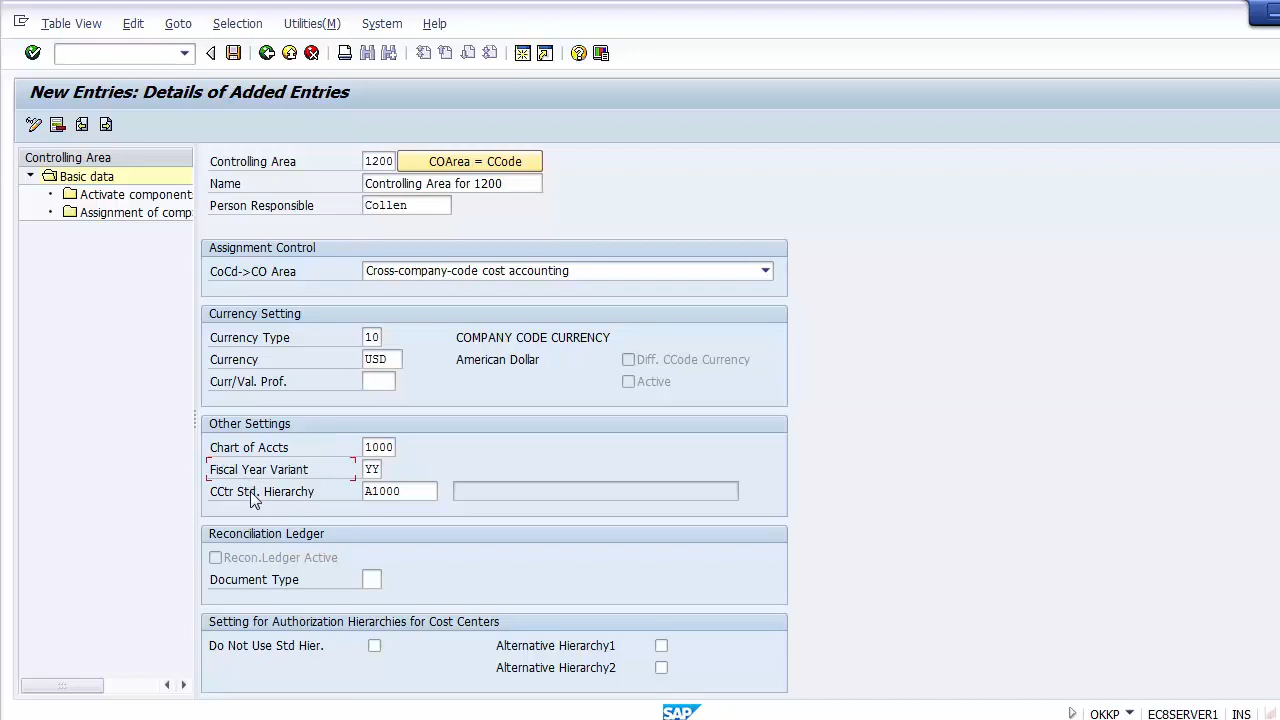 Table View Edit Goto Selection Utilities(M) System Help
New Entries: Details of Added Entries
Controlling Area
Basic data
Activate component
Assignment of comp
Controlling Area 1200 COArea = CCode
Name Controlling Area for 1200
Person Responsible Collen
Assignment Control
CoCd->CO Area Cross-company-code cost accounting
Currency Setting
Currency Type 10 COMPANY CODE CURRENCY
Currency USD American Dollar Diff. CCode Currency
Curr/Val. Prof. Active
Other Settings
Chart of Accts 1000
Fiscal Year Variant YY
CCtr Std. Hierarchy A1000
Reconciliation Ledger
Recon.Ledger Active
Document Type
Setting for Authorization Hierarchies for Cost Centers
Do Not Use Std Hier. Alternative Hierarchy1
Alternative Hierarchy2
SAP OKKP EC8SERVER1 INS